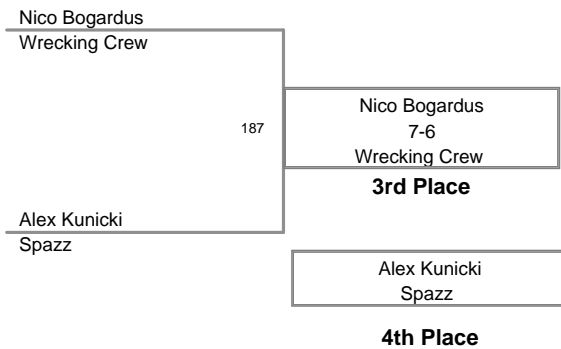 Nico Bogardus
Wrecking Crew
187
Nico Bogardus
7-6
Wrecking Crew
3rd Place
Alex Kunicki
Spazz
Alex Kunicki
Spazz
4th Place